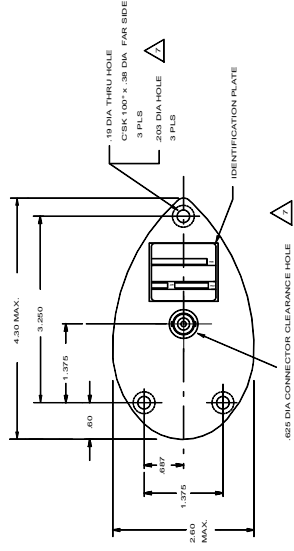 .19 DIA THRU HOLE
C'SK 100° x .38 DIA FAR SIDE
3 PLS
.203 DIA HOLE
3 PLS
7
IDENTIFICATION PLATE
7
.625 DIA CONNECTOR CLEARANCE HOLE
4.30 MAX.
3.250
1.375
.60
.687
1.375
2.60
MAX.